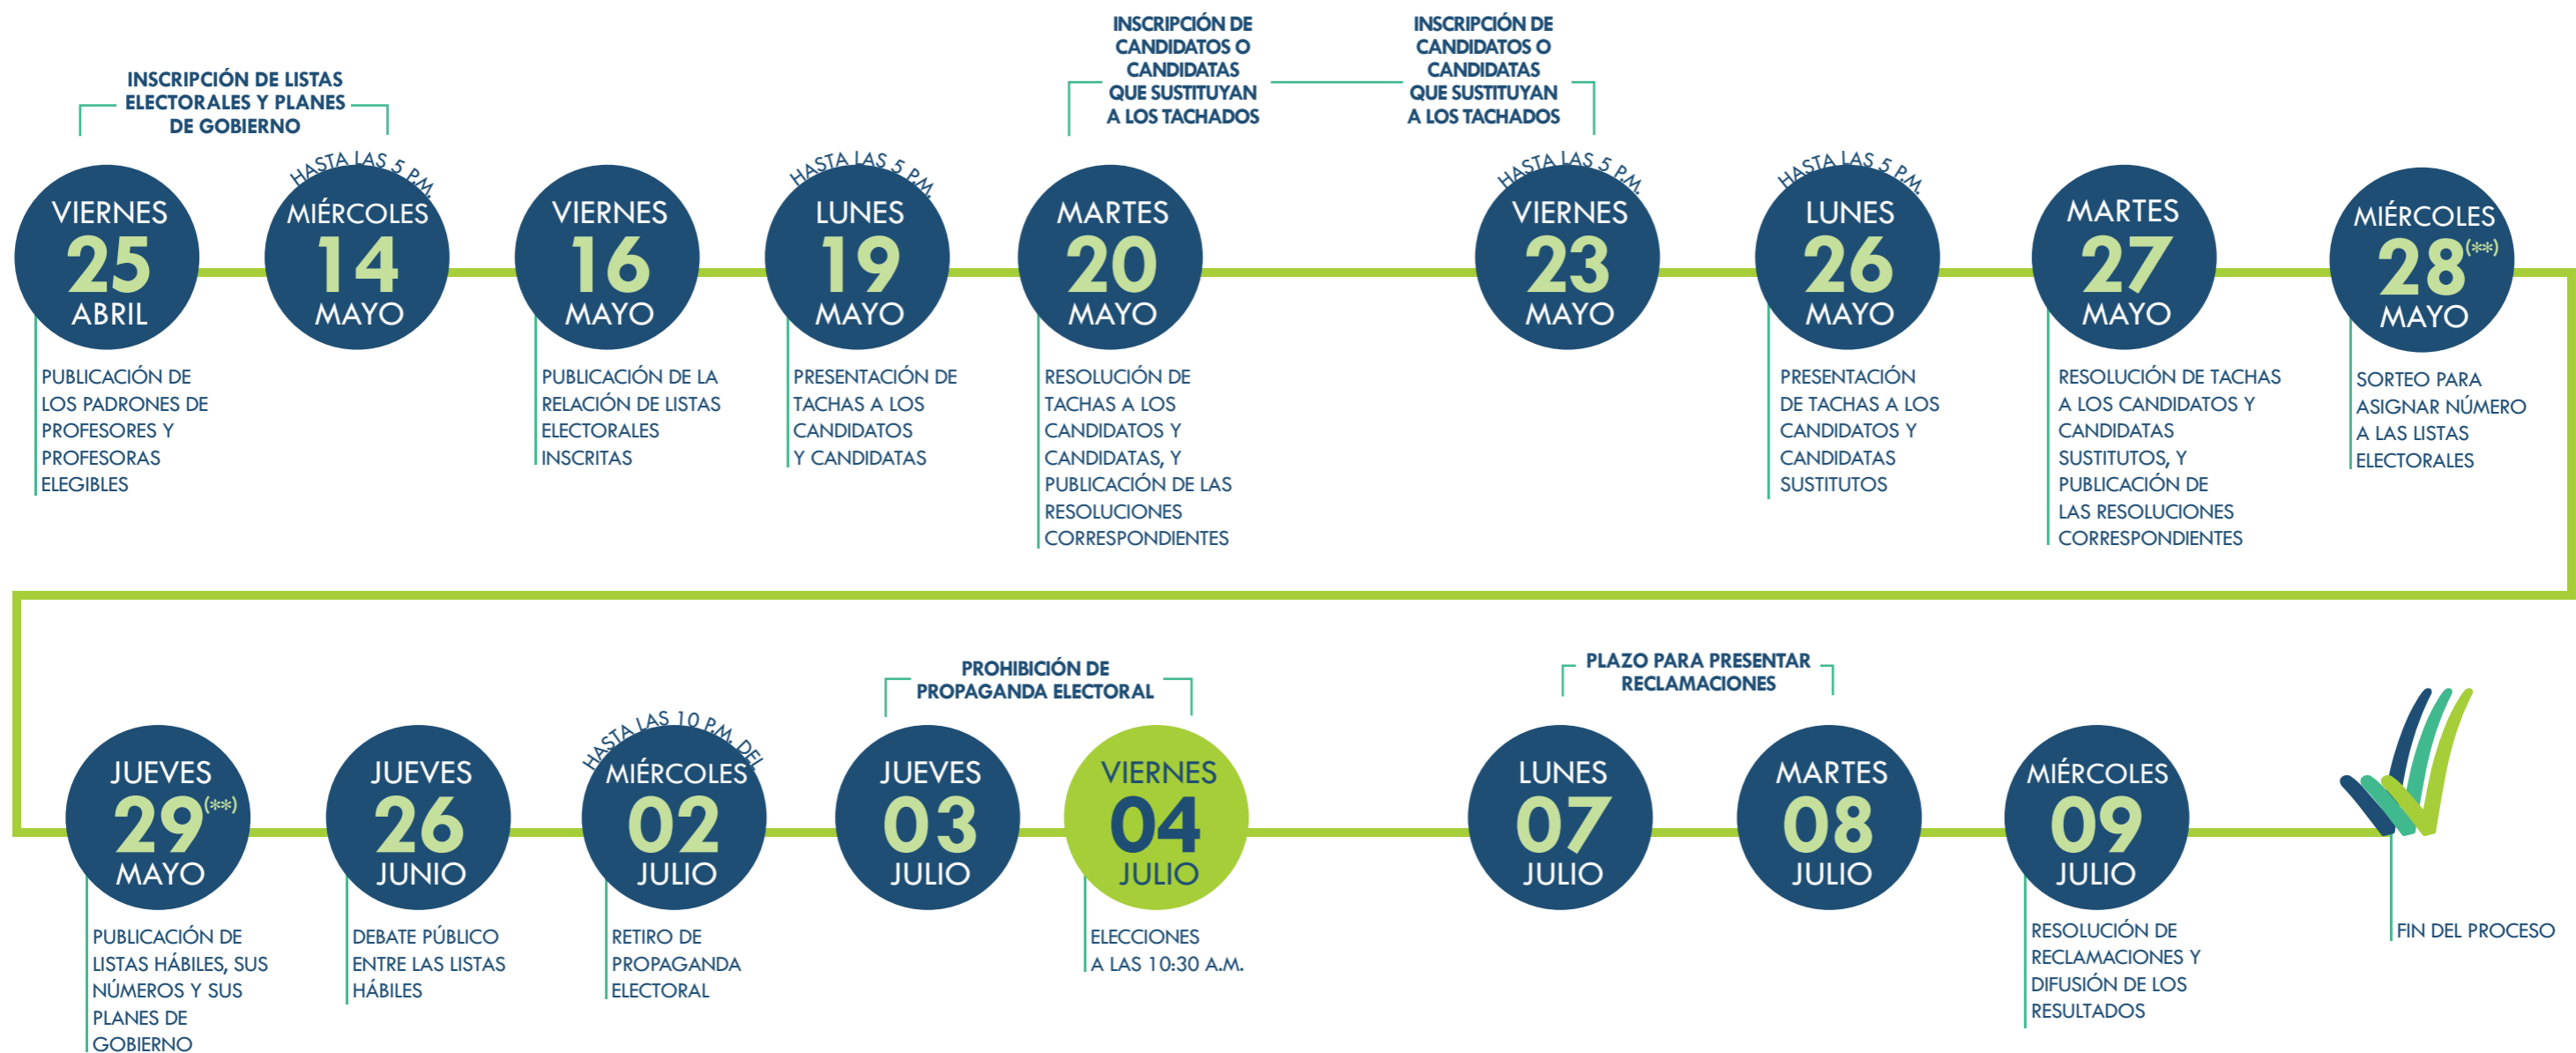 INSCRIPCIÓN DE LISTAS
ELECTORALES Y PLANES
DE GOBIERNO
INSCRIPCIÓN DE
CANDIDATOS O
CANDIDATAS
QUE SUSTITUYAN
A LOS TACHADOS
INSCRIPCIÓN DE
CANDIDATOS O
CANDIDATAS
QUE SUSTITUYAN
A LOS TACHADOS
VIERNES
25
ABRIL
PUBLICACIÓN DE
LOS PADRONES DE
PROFESORES Y
PROFESORAS
ELEGIBLES
HASTA LAS 5 P.M.
MIÉRCOLES
14
MAYO
VIERNES
16
MAYO
PUBLICACIÓN DE LA
RELACIÓN DE LISTAS
ELECTORALES
INSCRITAS
HASTA LAS 5 P.M.
LUNES
19
MAYO
PRESENTACIÓN DE
TACHAS A LOS
CANDIDATOS
Y CANDIDATAS
MARTES
20
MAYO
RESOLUCIÓN DE
TACHAS A LOS
CANDIDATOS Y
CANDIDATAS, Y
PUBLICACIÓN DE LAS
RESOLUCIONES
CORRESPONDIENTES
HASTA LAS 5 P.M.
VIERNES
23
MAYO
HASTA LAS 5 P.M.
LUNES
26
MAYO
PRESENTACIÓN
DE TACHAS A LOS
CANDIDATOS Y
CANDIDATAS
SUSTITUTOS
MARTES
27
MAYO
RESOLUCIÓN DE TACHAS
A LOS CANDIDATOS Y
CANDIDATAS
SUSTITUTOS, Y
PUBLICACIÓN DE
LAS RESOLUCIONES
CORRESPONDIENTES
MIÉRCOLES
28(**)
MAYO
SORTEO PARA
ASIGNAR NÚMERO
A LAS LISTAS
ELECTORALES
JUEVES
29(**)
MAYO
PUBLICACIÓN DE
LISTAS HÁBILES, SUS
NÚMEROS Y SUS
PLANES DE
GOBIERNO
JUEVES
26
JUNIO
DEBATE PÚBLICO
ENTRE LAS LISTAS
HÁBILES
HASTA LAS 10 P.M. DEL
MIÉRCOLES
02
JULIO
RETIRO DE
PROPAGANDA
ELECTORAL
PROHIBICIÓN DE
PROPAGANDA ELECTORAL
JUEVES
03
JULIO
VIERNES
04
JULIO
ELECCIONES
A LAS 10:30 A.M.
PLAZO PARA PRESENTAR
RECLAMACIONES
LUNES
07
JULIO
MARTES
08
JULIO
MIÉRCOLES
09
JULIO
RESOLUCIÓN DE
RECLAMACIONES Y
DIFUSIÓN DE LOS
RESULTADOS
FIN DEL PROCESO